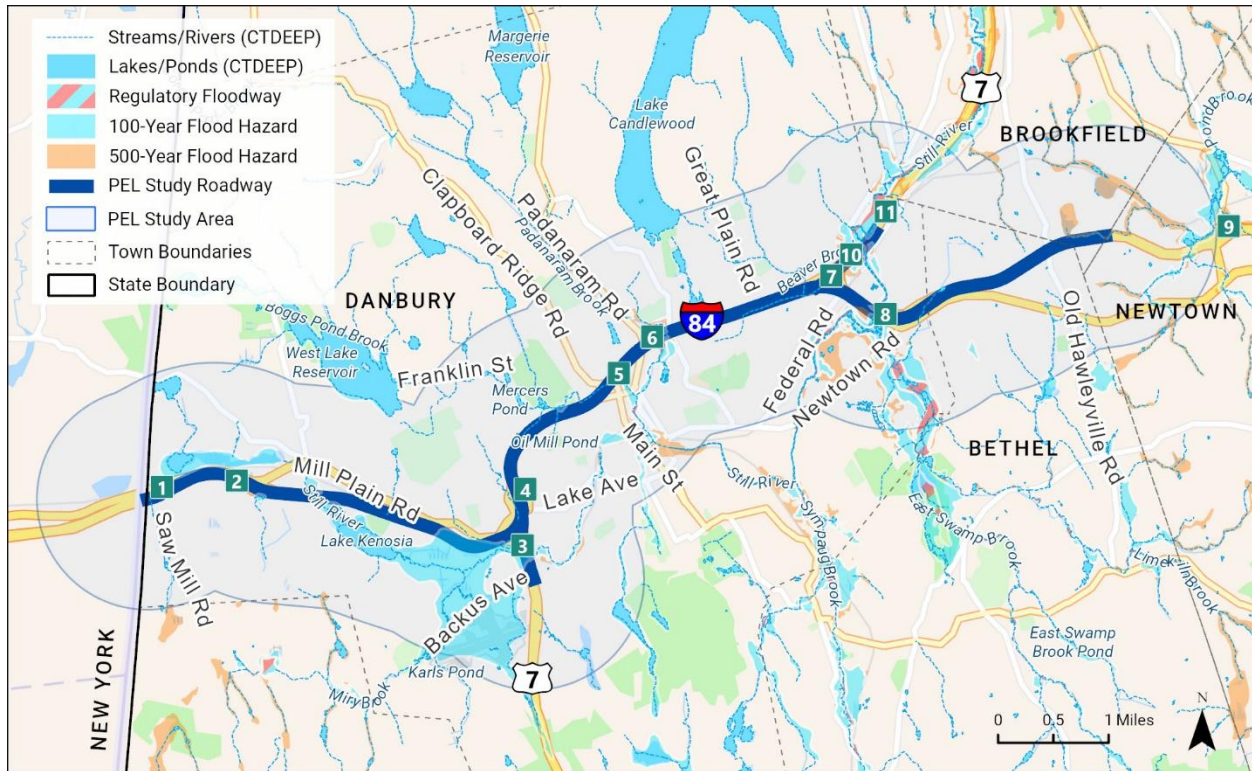 Streams/Rivers (CTDEEP)
Lakes/Ponds (CTDEEP)
Regulatory Floodway
100-Year Flood Hazard
500-Year Flood Hazard
PEL Study Roadway
PEL Study Area
Town Boundaries
State Boundary
Margerie
Reservoir
Lake
Candlewood
7
BROOKFIELD
Pond Brook
Still River
Great Plain Rd
Clapboard Ridge Rd
Padanaram Rd
Padanaram Brook
11
10
9
Beaver Bro
7
8
DANBURY
Boggs Pond Brook
West Lake
Reservoir
Franklin St
84
6
5
NEWTOWN
Old Hawleyville Rd
Federal Rd
Newtown Rd
Mercers
Pond
Oil Mill Pond
Main St
BETHEL
Mill Plain Rd
1
2
4
Lake Ave
Still River
Still River
Sympaug Brook
East Swamp Brook
Lake Kenosia
3
Saw Mill Rd
Backus Ave
Limekiln Brook
East Swamp
Brook Pond
NEW YORK
Karls Pond
Miry Brook
7
N
0 0.5 1 Miles